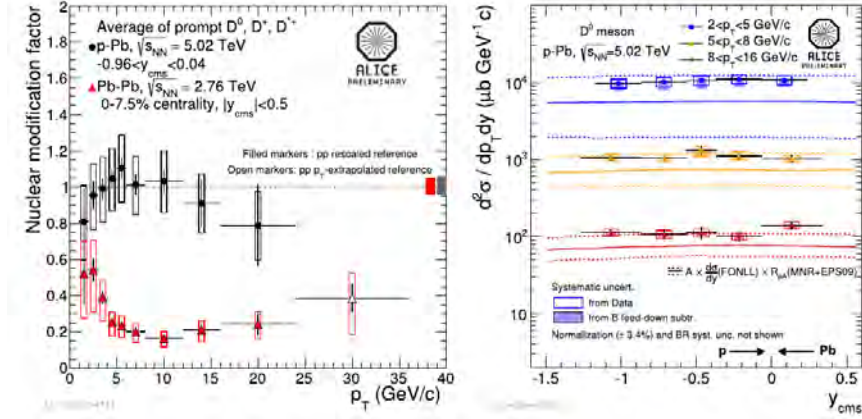 Nuclear modification factor
2
1.8
1.6
1.4
1.2
1
0.8
0.6
0.4
0.2
0
Average of prompt D⁰, D⁺, D*⁺
p-Pb, √sNN = 5.02 TeV
-0.96<ycms<0.04
Pb-Pb, √sNN = 2.76 TeV
0-7.5% centrality, |ycms|<0.5
ALICE
PRELIMINARY
Filled markers : pp rescaled reference
Open markers: pp pT-extrapolated reference
0 5 10 15 20 25 30 35 40
pT (GeV/c)
d²σ / dpTdy (μb GeV⁻¹ c)
10⁴
10³
10²
10
D⁰ meson
p-Pb, √sNN=5.02 TeV
2<pT<5 GeV/c
5<pT<8 GeV/c
8<pT<16 GeV/c
ALICE
PRELIMINARY
A × dσ/dy(FONLL) × RpA(MNR+EPS09)
Systematic uncert.
from Data
from B feed-down subtr.
Normalization (± 3.4%) and BR syst. unc. not shown
p Pb
-1.5 -1 -0.5 0 0.5
ycms